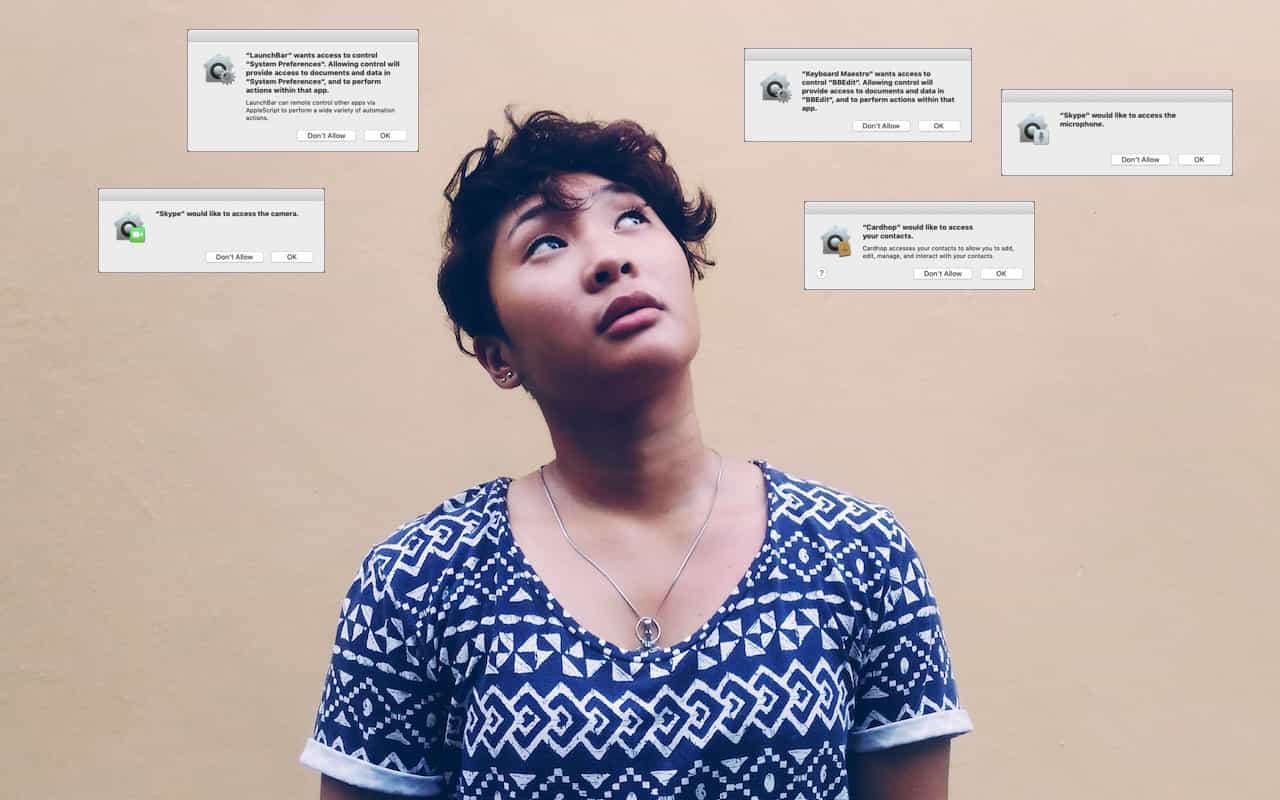 “LaunchBar” wants access to control
“System Preferences”. Allowing control will
provide access to documents and data in
“System Preferences”, and to perform
actions within that app.
LaunchBar can remote control other apps via
AppleScript to perform a wide variety of automation
actions.
Don’t Allow
OK
“Keyboard Maestro” wants access to
control “BBEdit”. Allowing control will
provide access to documents and data in
“BBEdit”, and to perform actions within that
app.
Don’t Allow
OK
“Skype” would like to access the
microphone.
Don’t Allow
OK
“Skype” would like to access the camera.
Don’t Allow
OK
“Cardhop” would like to access
your contacts.
Cardhop accesses your contacts to allow you to add,
edit, manage, and interact with your contacts
?
Don’t Allow
OK